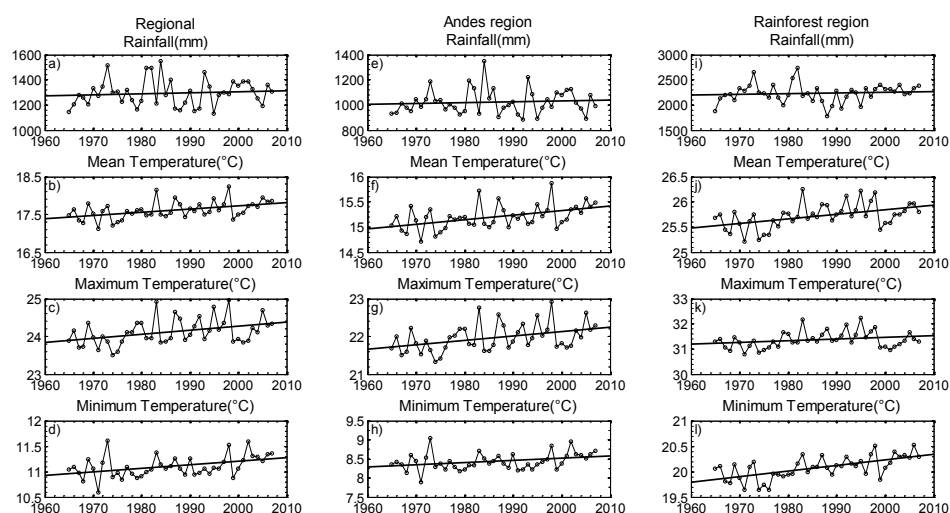 Regional
Rainfall(mm)
Andes region
Rainfall(mm)
Rainforest region
Rainfall(mm)
1600
1400
1200
1000
a)
1960 1970 1980 1990 2000 2010
1400
1200
1000
800
e)
1960 1970 1980 1990 2000 2010
3000
2500
2000
1500
i)
1960 1970 1980 1990 2000 2010
Mean Temperature(°C)
Mean Temperature(°C)
Mean Temperature(°C)
18.5
17.5
16.5
b)
1960 1970 1980 1990 2000 2010
16
15
14
f)
1960 1970 1980 1990 2000 2010
26.5
25.5
25
j)
1960 1970 1980 1990 2000 2010
Maximum Temperature(°C)
Maximum Temperature(°C)
Maximum Temperature(°C)
25
24
23
c)
1960 1970 1980 1990 2000 2010
23
22
21
g)
1960 1970 1980 1990 2000 2010
33
32
31
30
k)
1960 1970 1980 1990 2000 2010
Minimum Temperature(°C)
Minimum Temperature(°C)
Minimum Temperature(°C)
12
11.5
11
10.5
d)
1960 1970 1980 1990 2000 2010
9.5
8.5
7.5
h)
1960 1970 1980 1990 2000 2010
21
20.5
20
19.5
l)
1960 1970 1980 1990 2000 2010